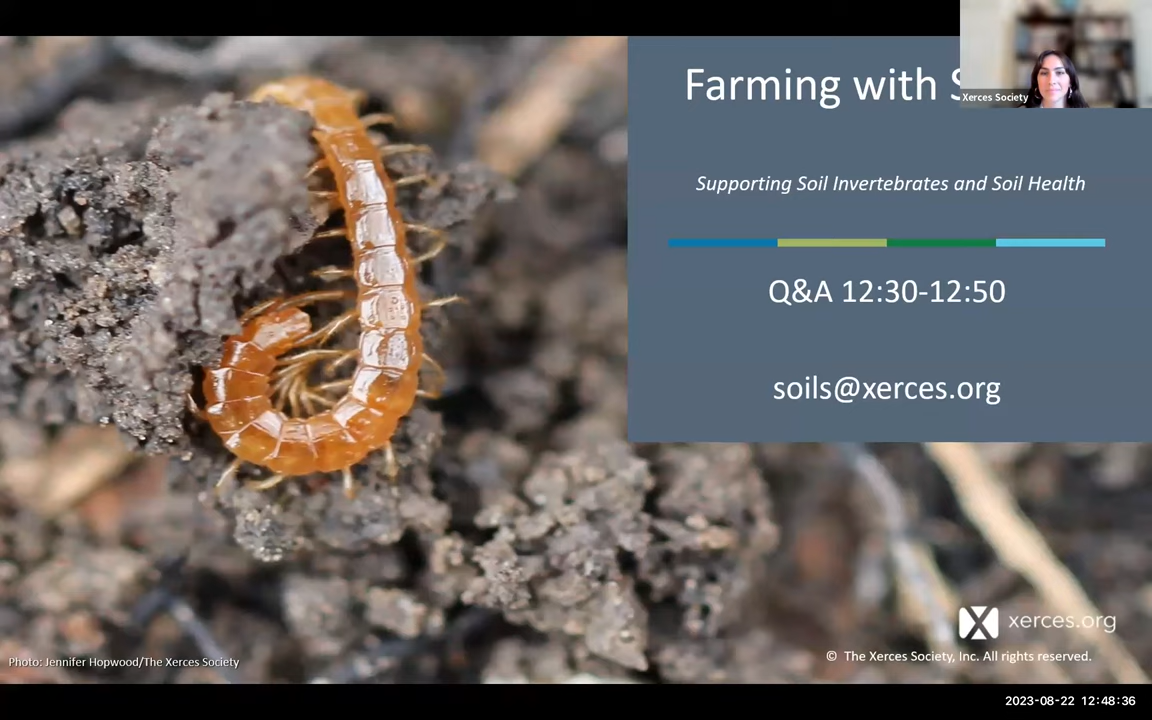 Farming with S
Xerces Society
Supporting Soil Invertebrates and Soil Health
Q&A 12:30-12:50
soils@xerces.org
xerces.org
© The Xerces Society, Inc. All rights reserved.
Photo: Jennifer Hopwood/The Xerces Society
2023-08-22 12:48:36